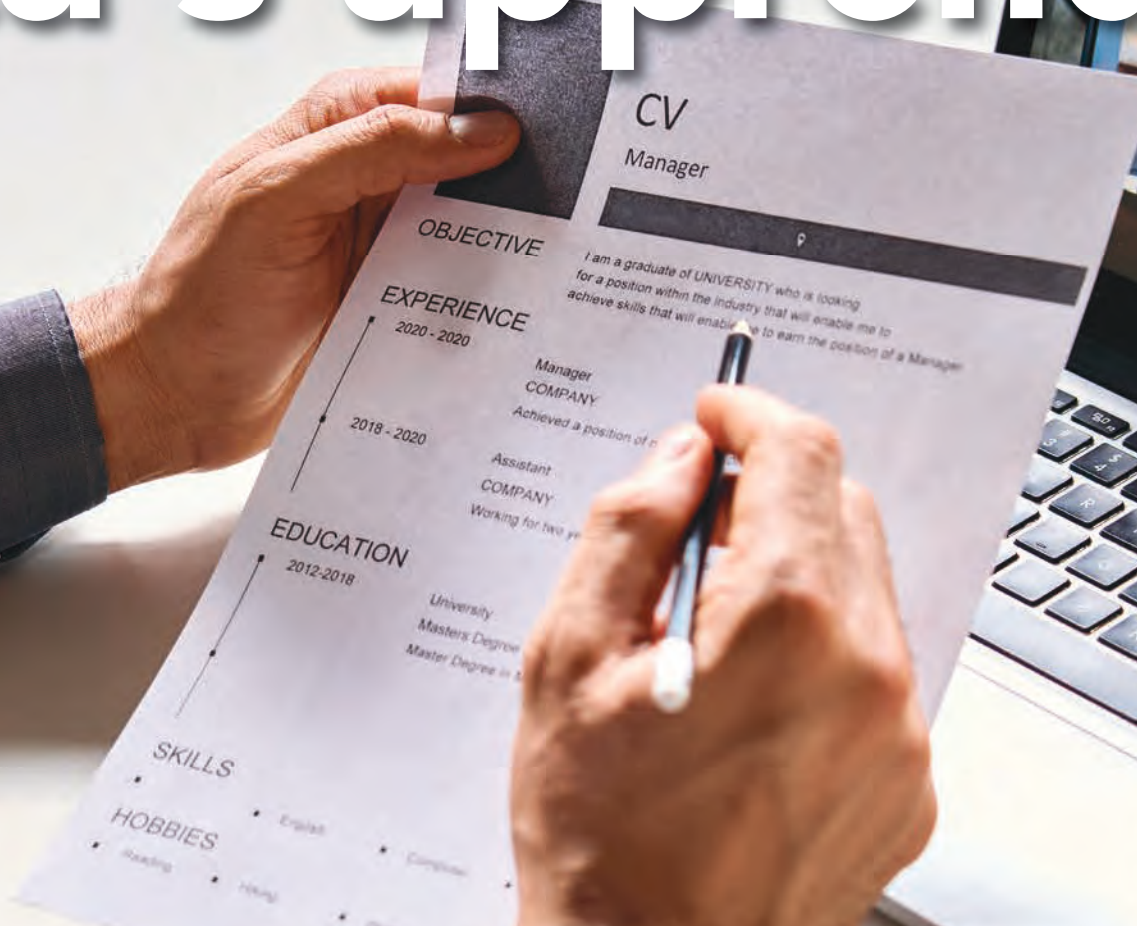 CV
Manager
OBJECTIVE
I am a graduate of UNIVERSITY who is looking
for a position within the industry that will enable me to
achieve skills that will enable to earn the position of a Manager
EXPERIENCE
2020 - 2020
Manager
COMPANY
Achieved a position of
2018 - 2020
Assistant
COMPANY
Working for two
EDUCATION
2012-2018
University
Masters Degree
Master Degree in
SKILLS
English
Computer
HOBBIES
Reading
Hiking